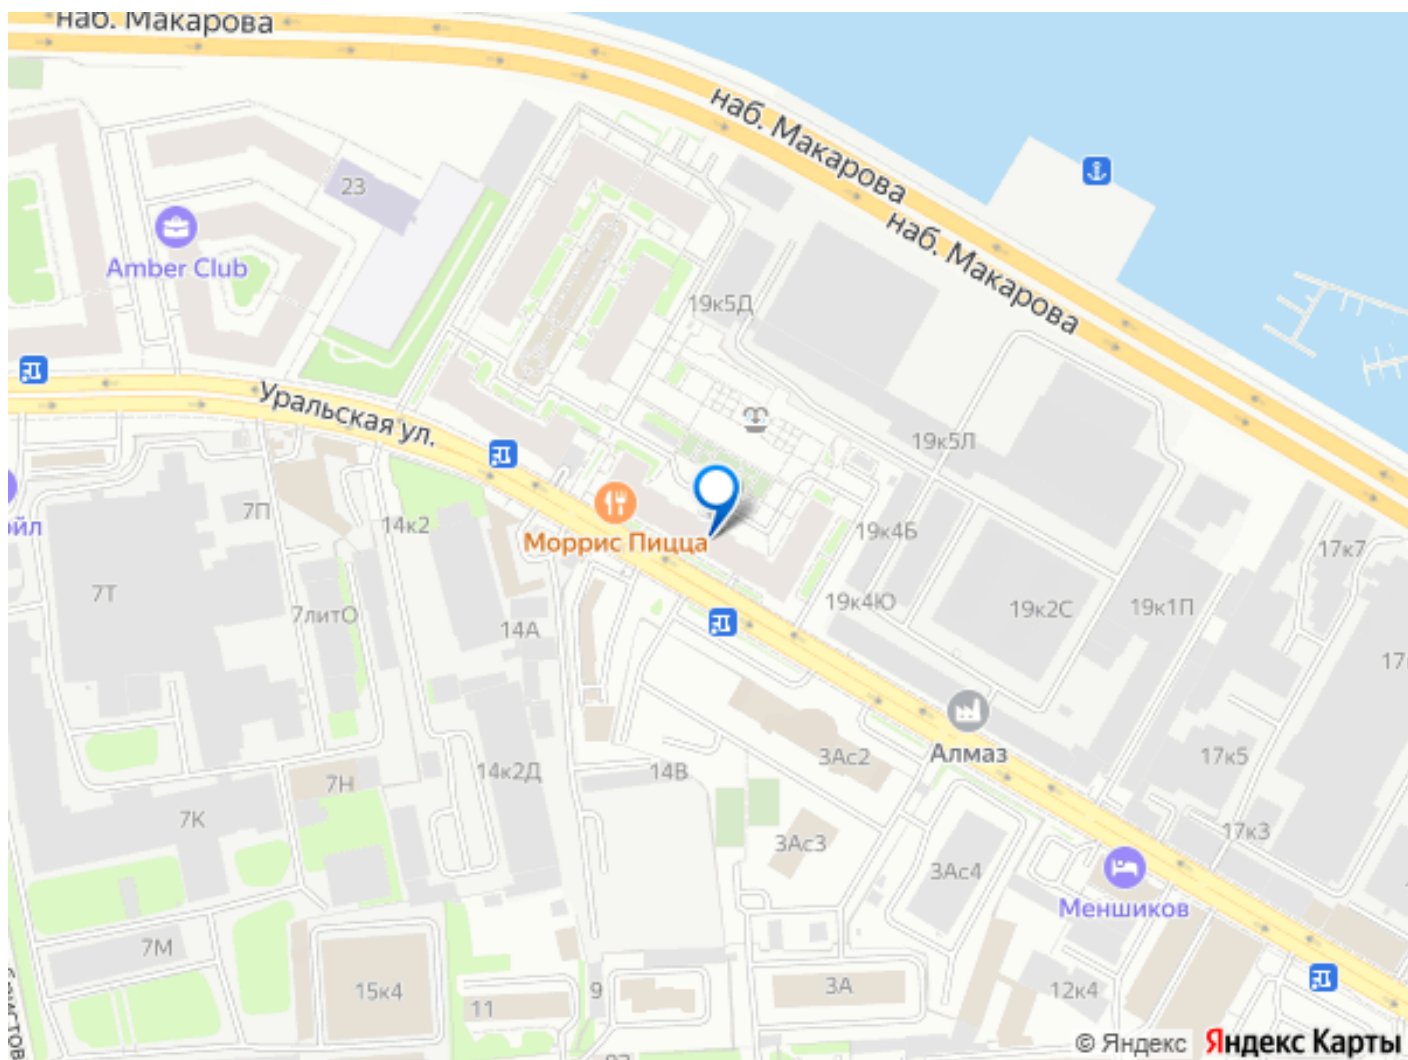 наб. Макарова
наб. Макарова
наб. Макарова
23
Amber Club
19к5Д
Уральская ул.
19к5Л
7П
14к2
Моррис Пицца
19к4Б
17к7
7Т
7литО
14А
19к4Ю
19к2С
19к1П
3Ас2
Алмаз
17к5
14к2Д
14В
7Н
7К
3Ас3
17к3
3Ас4
Меншиков
7М
15к4
11
9
3А
12к4
© Яндекс
Яндекс Карты